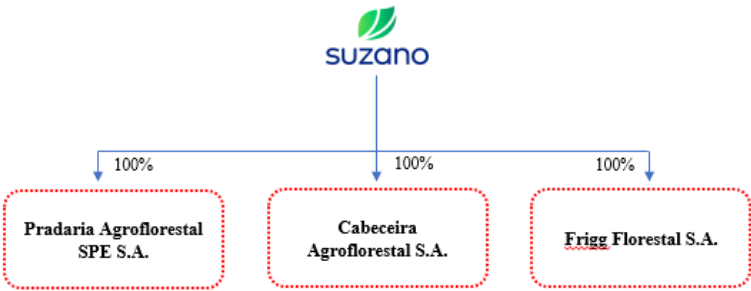 suzano
100%
100%
100%
Pradaria Agroflorestal
SPE S.A.
Cabeceira
Agroflorestal S.A.
Frigg Florestal S.A.